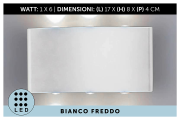 WATT: 1 X 6 | DIMENSIONI: (L) 17 X (H) 8 X (P) 4 CM
LED
BIANCO FREDDO